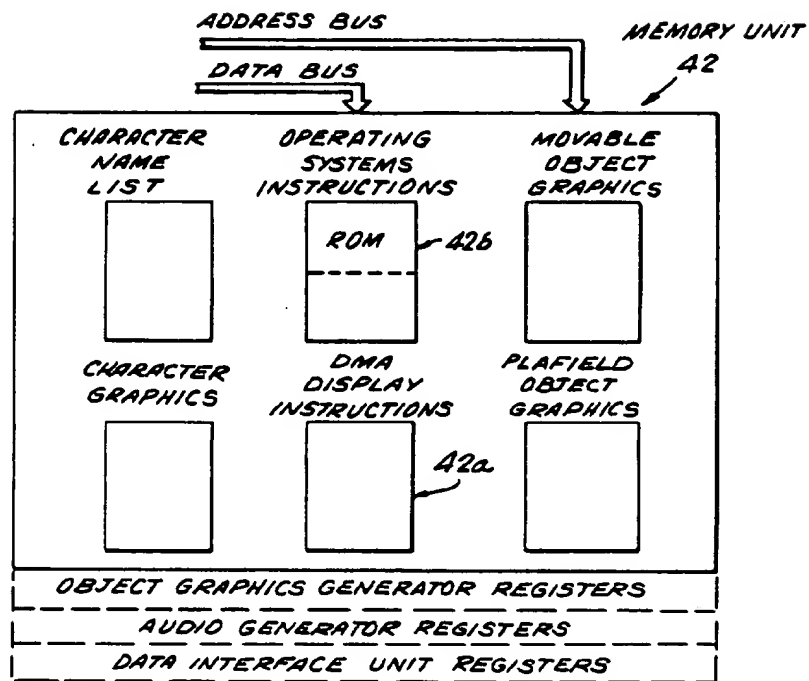 ADDRESS BUS
MEMORY UNIT
42
DATA BUS
CHARACTER
NAME
LIST
OPERATING
SYSTEMS
INSTRUCTIONS
MOVABLE
OBJECT
GRAPHICS
ROM
42b
CHARACTER
GRAPHICS
DMA
DISPLAY
INSTRUCTIONS
PLAFIELD
OBJECT
GRAPHICS
42a
OBJECT GRAPHICS GENERATOR REGISTERS
AUDIO GENERATOR REGISTERS
DATA INTERFACE UNIT REGISTERS